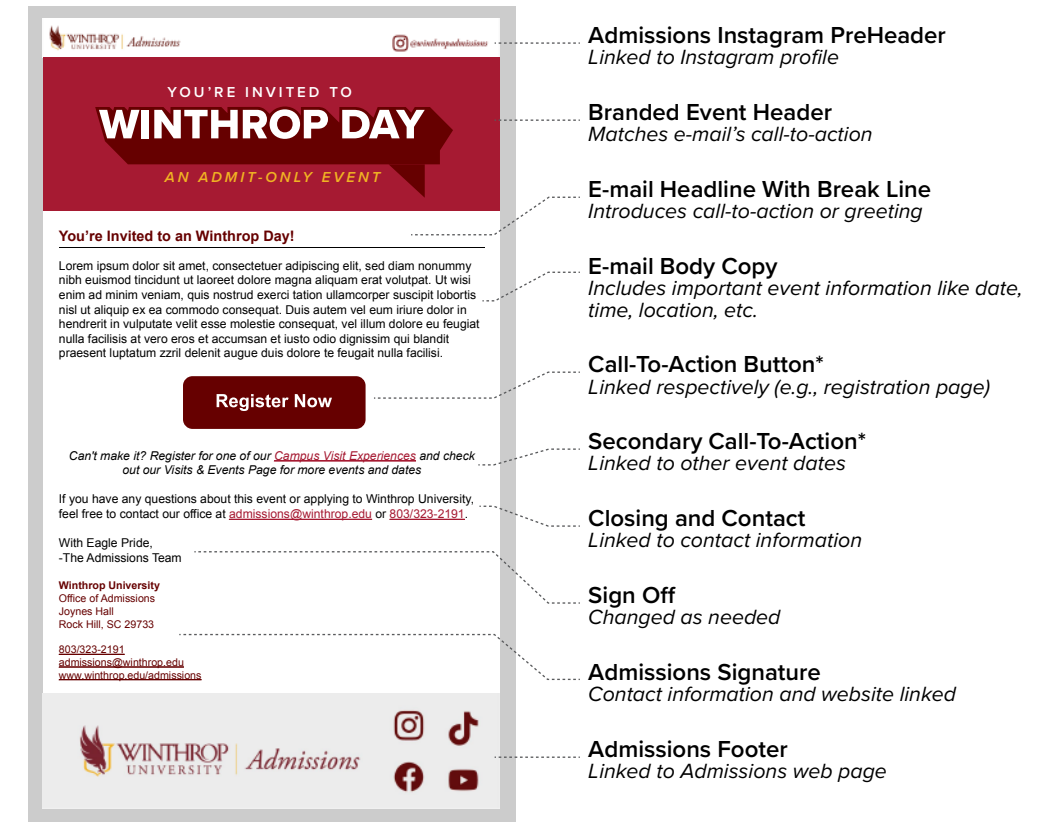 WINTHROP UNIVERSITY Admissions
@winthropadmissions
YOU'RE INVITED TO
WINTHROP DAY
AN ADMIT-ONLY EVENT
You're Invited to an Winthrop Day!
Lorem ipsum dolor sit amet, consectetuer adipiscing elit, sed diam nonummy
nibh euismod tincidunt ut laoreet dolore magna aliquam erat volutpat. Ut wisi
enim ad minim veniam, quis nostrud exerci tation ullamcorper suscipit lobortis
nisl ut aliquip ex ea commodo consequat. Duis autem vel eum iriure dolor in
hendrerit in vulputate velit esse molestie consequat, vel illum dolore eu feugiat
nulla facilisis at vero eros et accumsan et iusto odio dignissim qui blandit
praesent luptatum zzril delenit augue duis dolore te feugait nulla facilisi.
Register Now
Can't make it? Register for one of our Campus Visit Experiences and check
out our Visits & Events Page for more events and dates
If you have any questions about this event or applying to Winthrop University,
feel free to contact our office at admissions@winthrop.edu or 803/323-2191.
With Eagle Pride,
-The Admissions Team
Winthrop University
Office of Admissions
Joynes Hall
Rock Hill, SC 29733
803/323-2191
admissions@winthrop.edu
www.winthrop.edu/admissions
WINTHROP
UNIVERSITY
Admissions
Admissions Instagram PreHeader
Linked to Instagram profile
Branded Event Header
Matches e-mail's call-to-action
E-mail Headline With Break Line
Introduces call-to-action or greeting
E-mail Body Copy
Includes important event information like date,
time, location, etc.
Call-To-Action Button*
Linked respectively (e.g., registration page)
Secondary Call-To-Action*
Linked to other event dates
Closing and Contact
Linked to contact information
Sign Off
Changed as needed
Admissions Signature
Contact information and website linked
Admissions Footer
Linked to Admissions web page